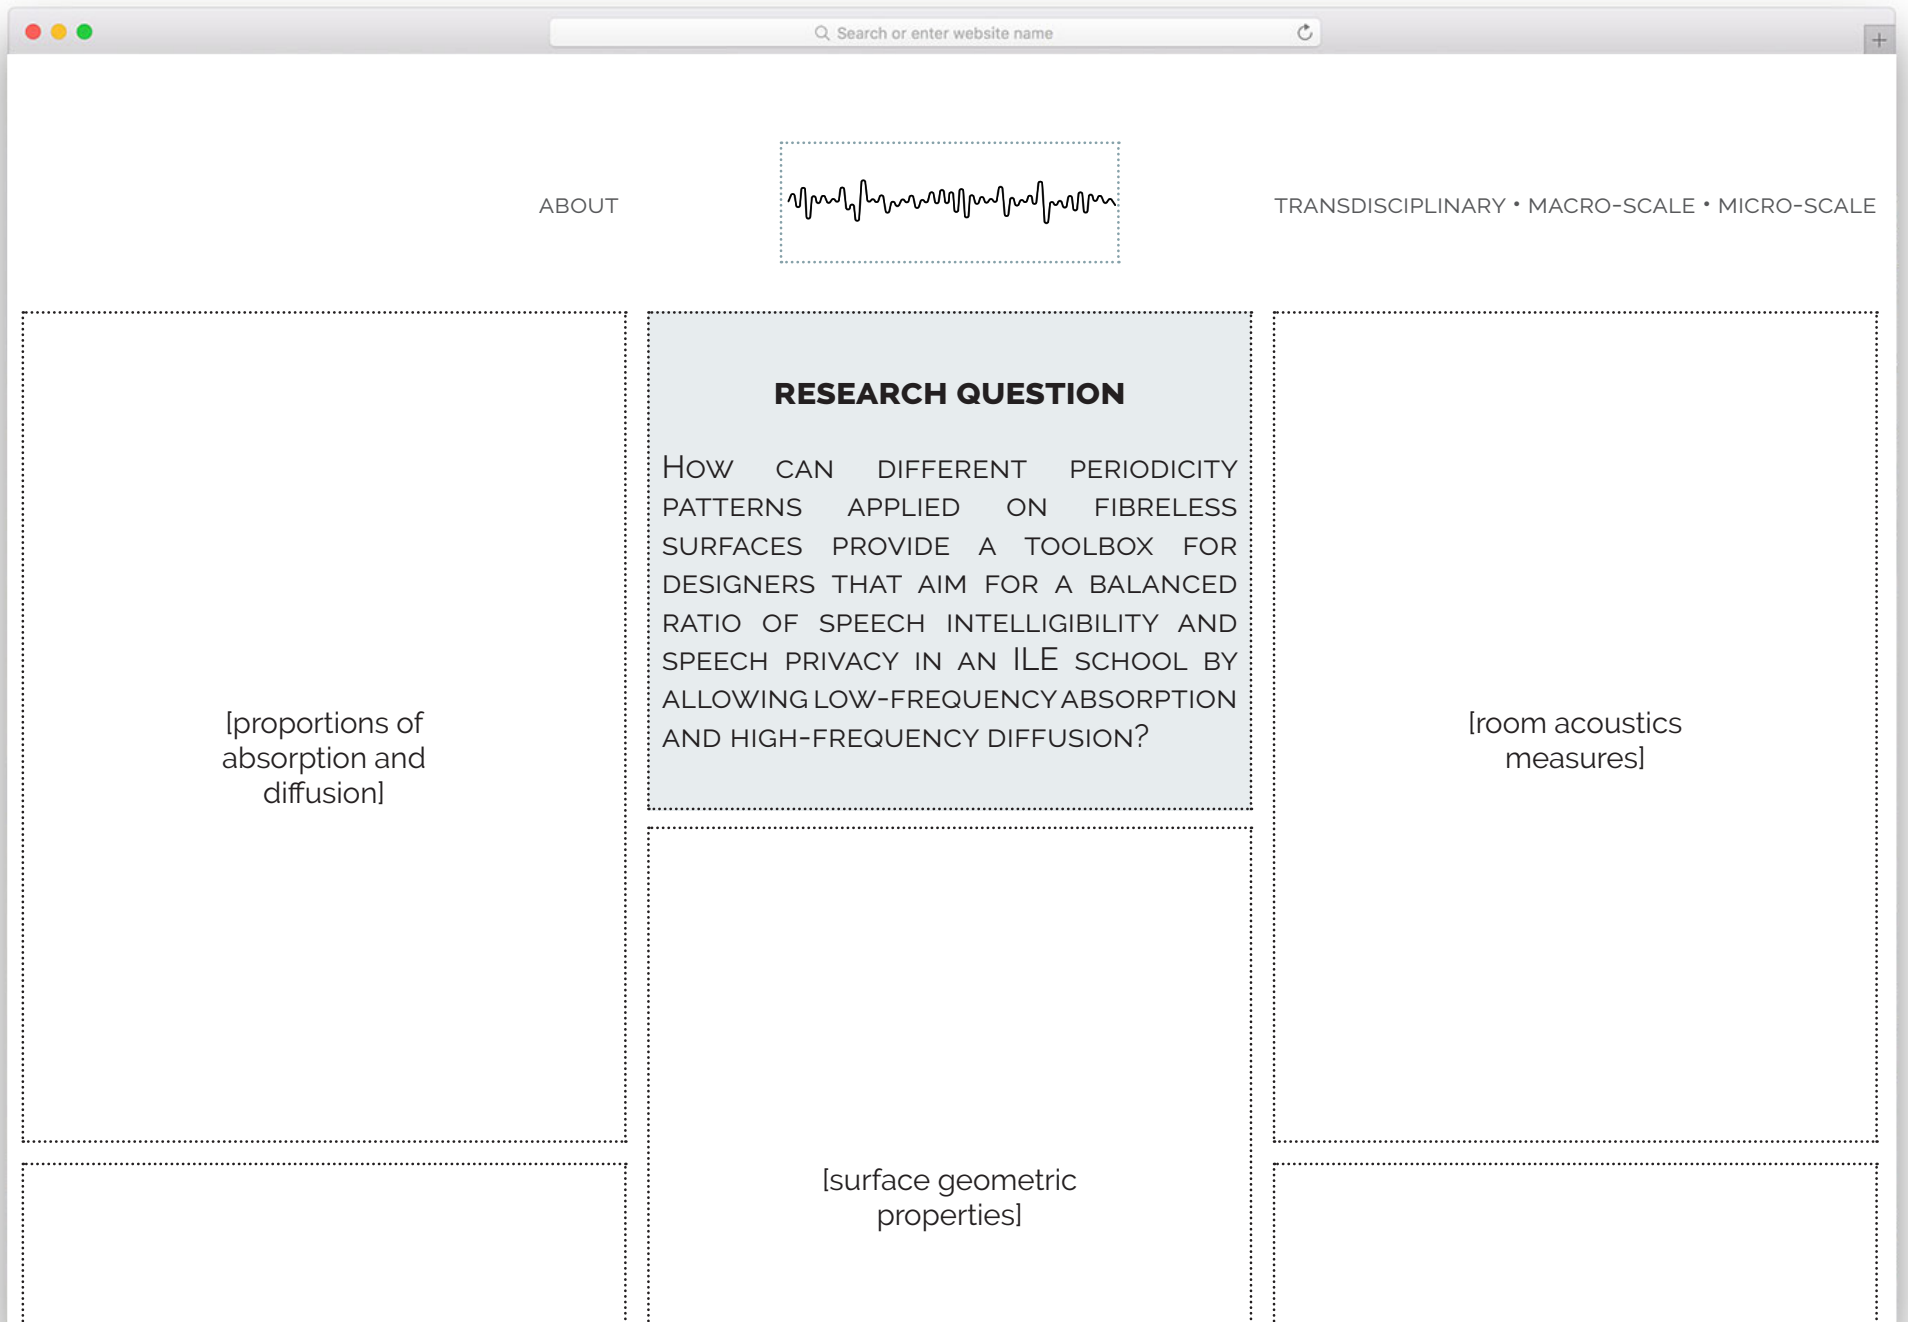 Search or enter website name
ABOUT
TRANSDISCIPLINARY • MACRO-SCALE • MICRO-SCALE
RESEARCH QUESTION
HOW CAN DIFFERENT PERIODICITY
PATTERNS APPLIED ON FIBRELESS
SURFACES PROVIDE A TOOLBOX FOR
DESIGNERS THAT AIM FOR A BALANCED
RATIO OF SPEECH INTELLIGIBILITY AND
SPEECH PRIVACY IN AN ILE SCHOOL BY
ALLOWING LOW-FREQUENCY ABSORPTION
AND HIGH-FREQUENCY DIFFUSION?
[proportions of
absorption and
diffusion]
[room acoustics
measures]
[surface geometric
properties]